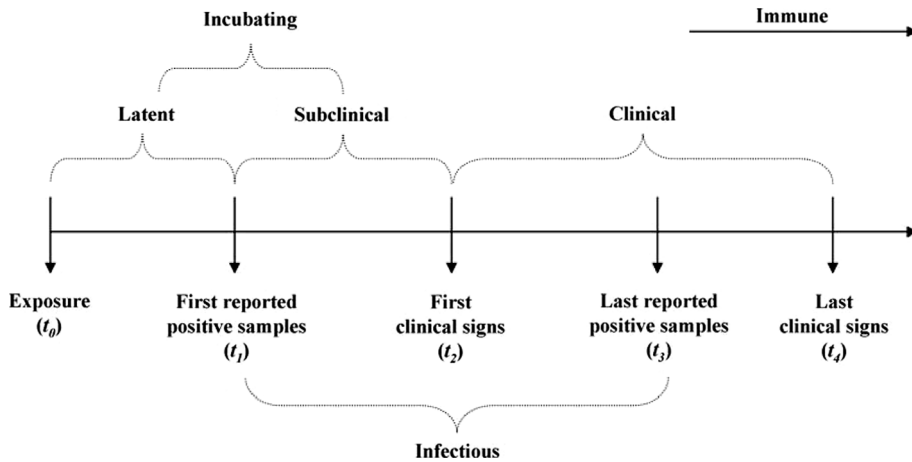 Incubating
Immune
Latent
Subclinical
Clinical
Exposure
(t0)
First reported
positive samples
(t1)
First
clinical signs
(t2)
Last reported
positive samples
(t3)
Last
clinical signs
(t4)
Infectious